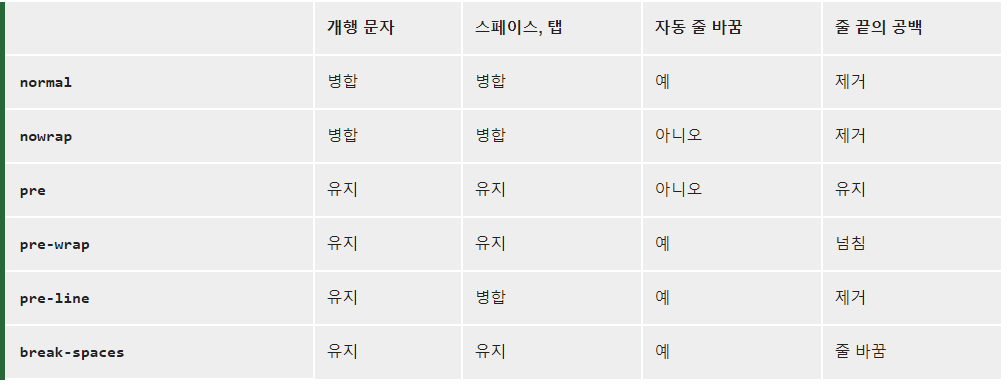 개행 문자 스페이스, 탭 자동 줄 바꿈 줄 끝의 공백
normal 병합 병합 예 제거
nowrap 병합 병합 아니오 제거
pre 유지 유지 아니오 유지
pre-wrap 유지 유지 예 넘침
pre-line 유지 병합 예 제거
break-spaces 유지 유지 예 줄 바꿈